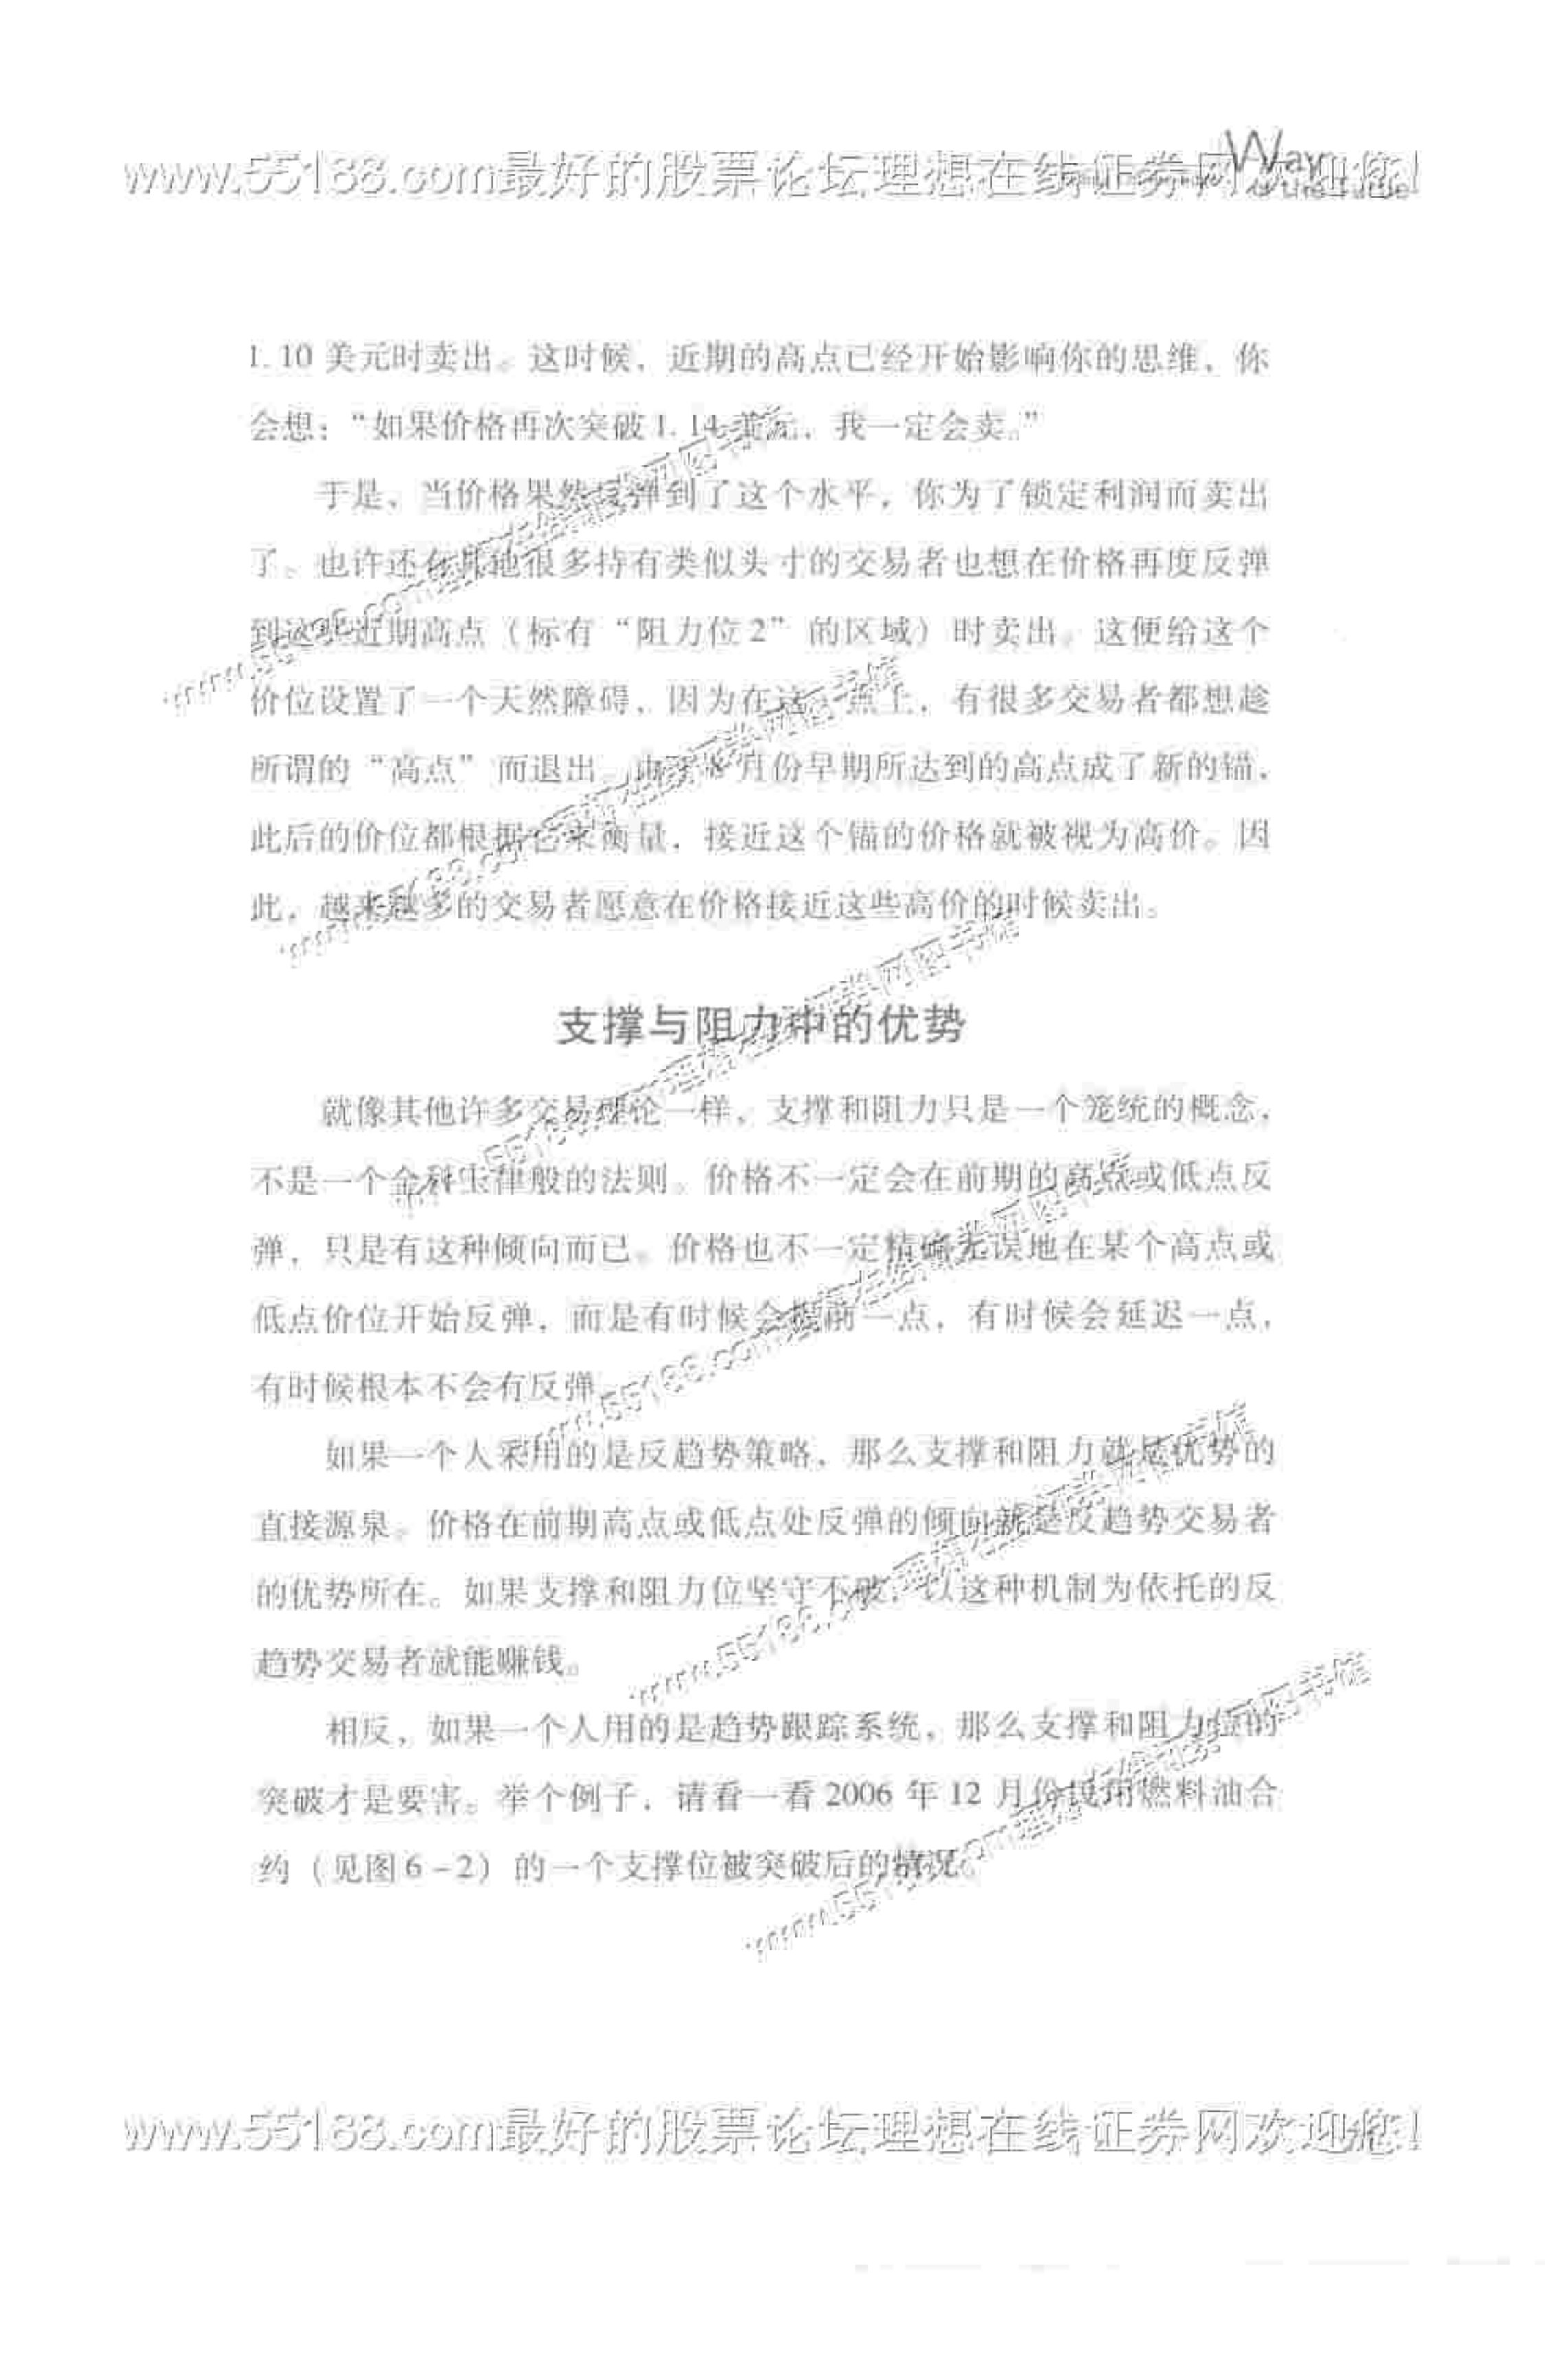 www.55188.com最好的股票论坛理想在线证券网欢迎您!
Way
1.10 美元时卖出。这时候，近期的高点已经开始影响你的思维，你
会想：“如果价格再次突破1.14 美元，我一定会卖。”
于是，当价格果然反弹到了这个水平，你为了锁定利润而卖出
了。也许还有其他很多持有类似头寸的交易者也想在价格再度反弹
到这些近期高点（标有“阻力位2”的区域）时卖出。这便给这个
价位设置了一个天然障碍，因为在这一点上，有很多交易者都想趁
所谓的“高点”而退出。由于8月份早期所达到的高点成了新的锚，
此后的价位都根据它来衡量，接近这个锚的价格就被视为高价。因
此，越来越多的交易者愿意在价格接近这些高价的时候卖出。
支撑与阻力中的优势
就像其他许多交易理论一样，支撑和阻力只是一个笼统的概念，
不是一个金科玉律般的法则。价格不一定会在前期的高点或低点反
弹，只是有这种倾向而已。价格也不一定精确无误地在某个高点或
低点价位开始反弹，而是有时候会提前一点，有时候会延迟一点，
有时候根本不会有反弹。
如果一个人采用的是反趋势策略，那么支撑和阻力就是优势的
直接源泉。价格在前期高点或低点处反弹的倾向就是反趋势交易者
的优势所在。如果支撑和阻力位坚守不破，以这种机制为依托的反
趋势交易者就能赚钱。
相反，如果一个人用的是趋势跟踪系统，那么支撑和阻力位的
突破才是要害。举个例子，请看一看 2006 年 12 月份民用燃料油合
约（见图 6－2）的一个支撑位被突破后的情况。
www.55188.com最好的股票论坛理想在线证券网欢迎您!